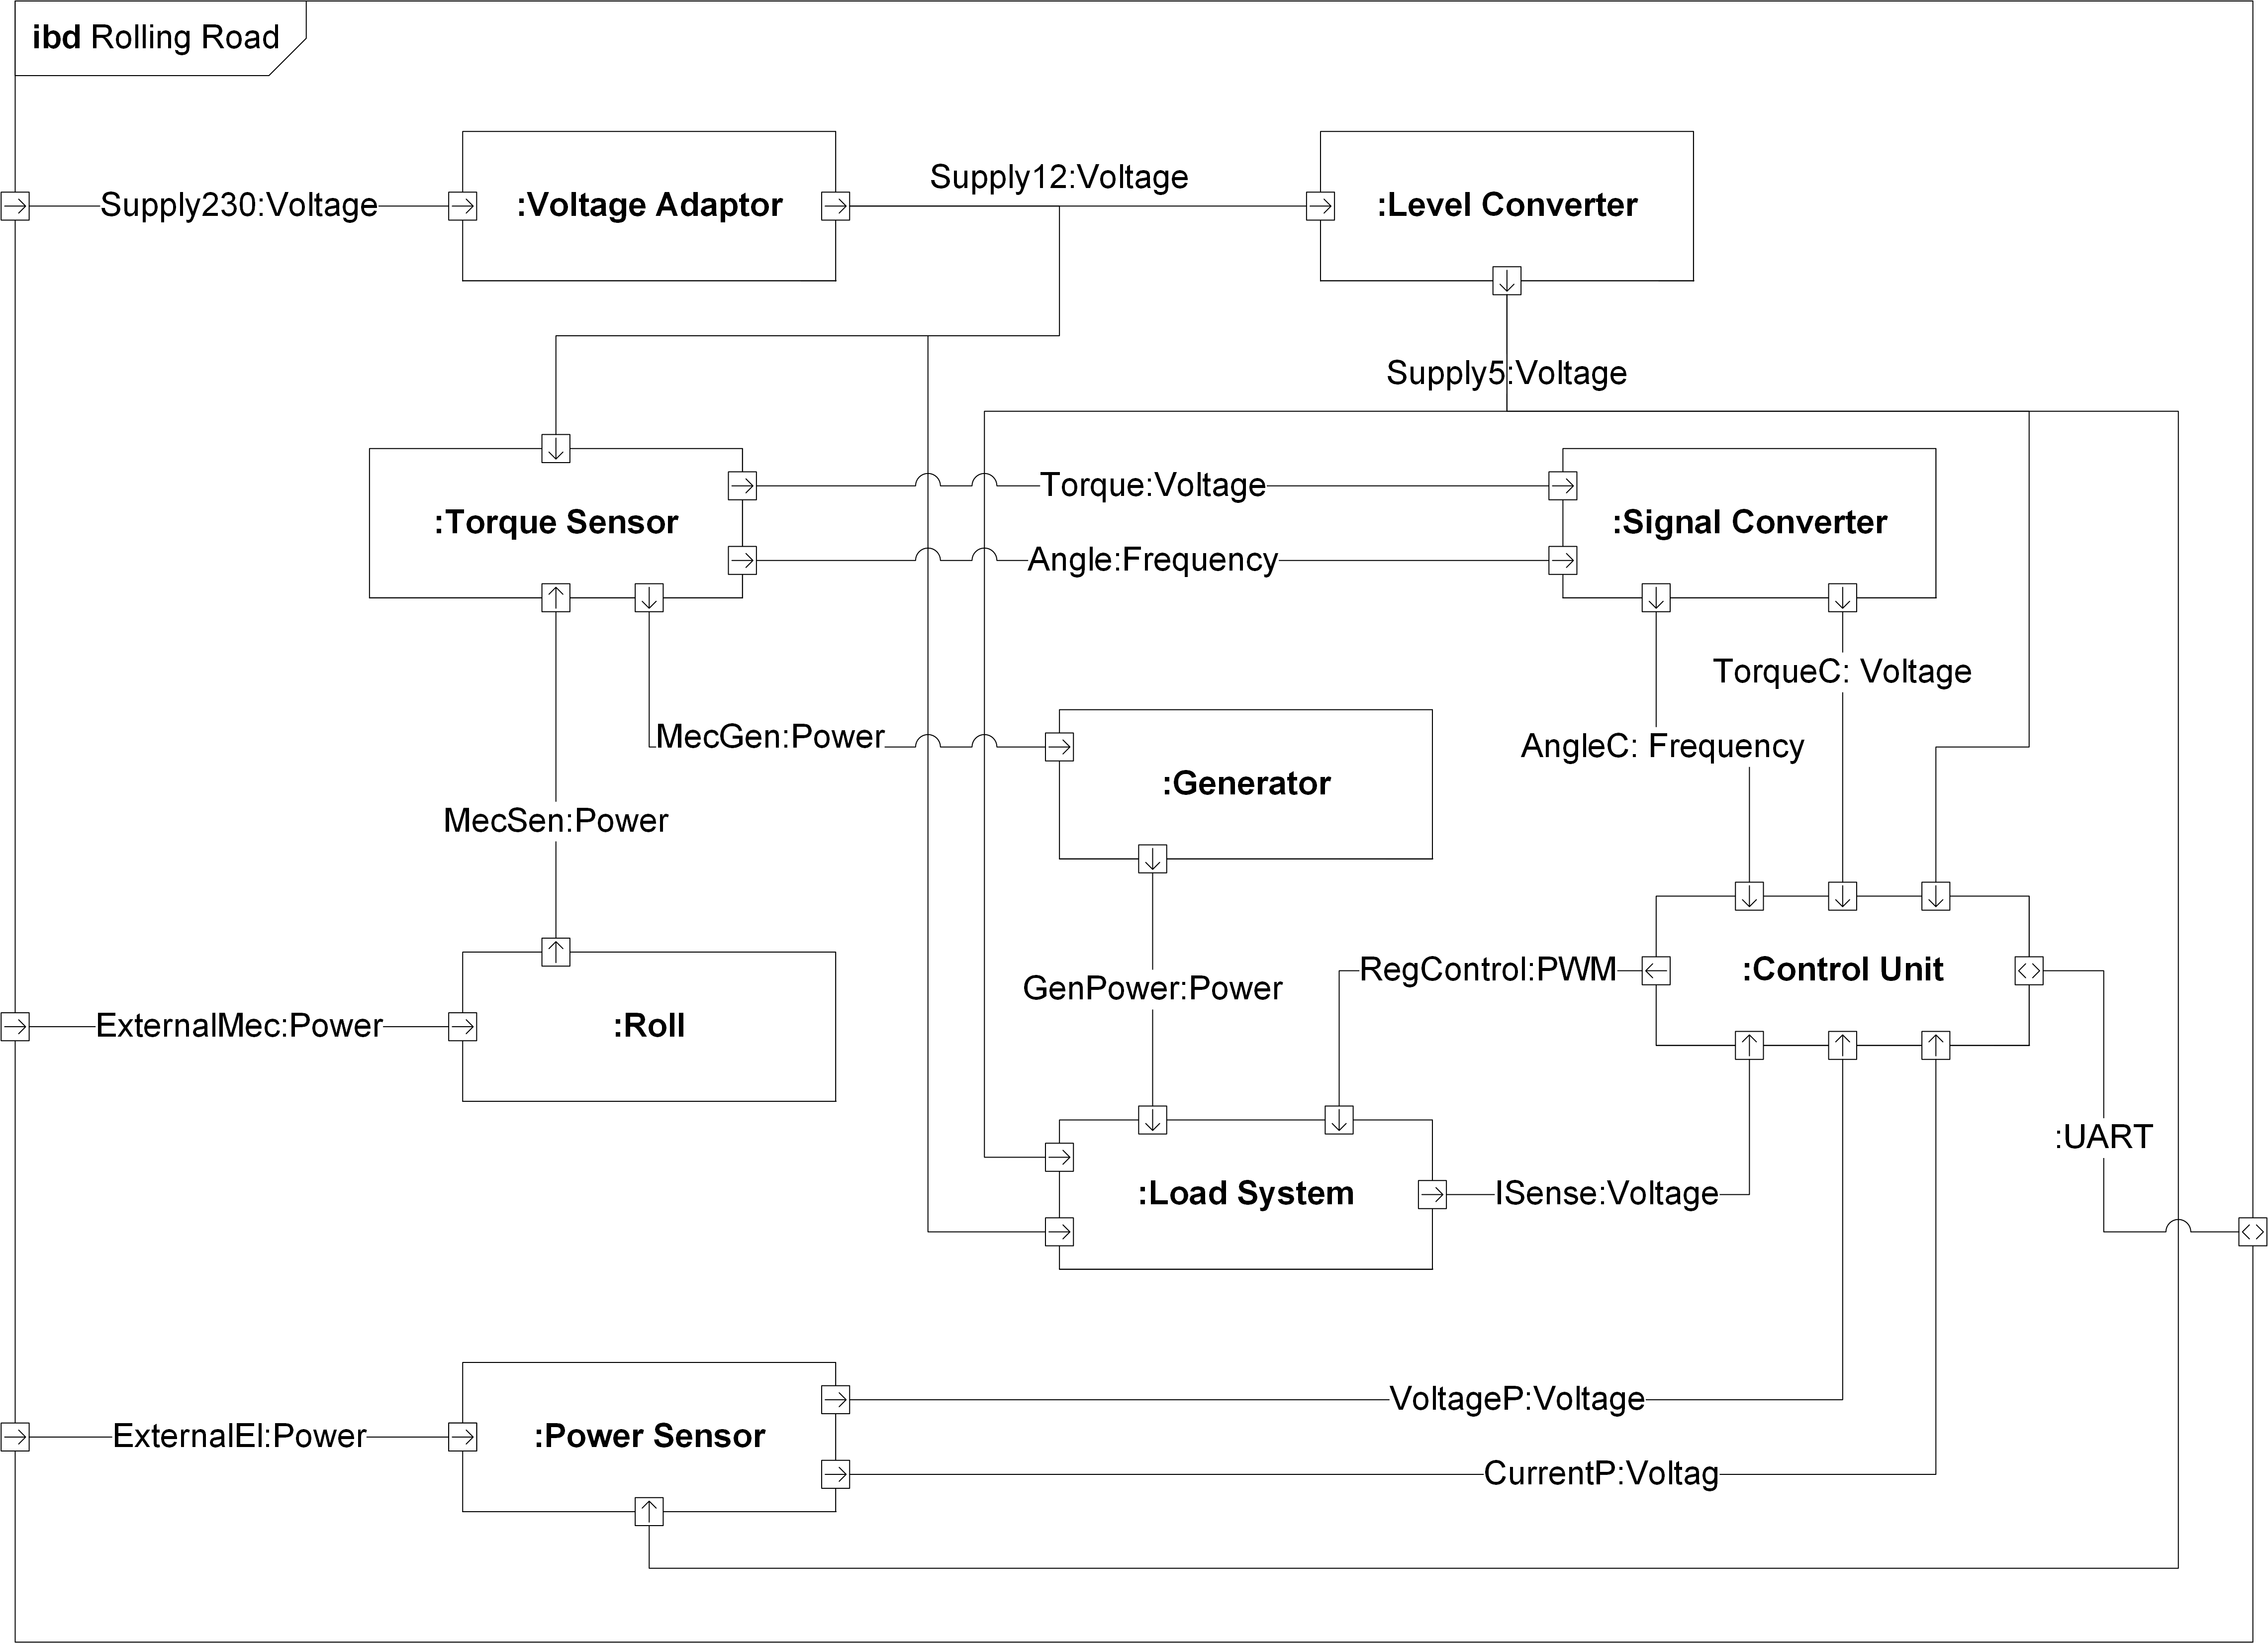 ibd Rolling Road
Supply12:Voltage
Supply230:Voltage
:Voltage Adaptor
:Level Converter
Supply5:Voltage
Torque:Voltage
:Torque Sensor
:Signal Converter
Angle:Frequency
TorqueC: Voltage
MecGen:Power
AngleC: Frequency
:Generator
MecSen:Power
RegControl:PWM
:Control Unit
GenPower:Power
ExternalMec:Power
:Roll
:UART
:Load System
ISense:Voltage
VoltageP:Voltage
ExternalEl:Power
:Power Sensor
CurrentP:Voltag